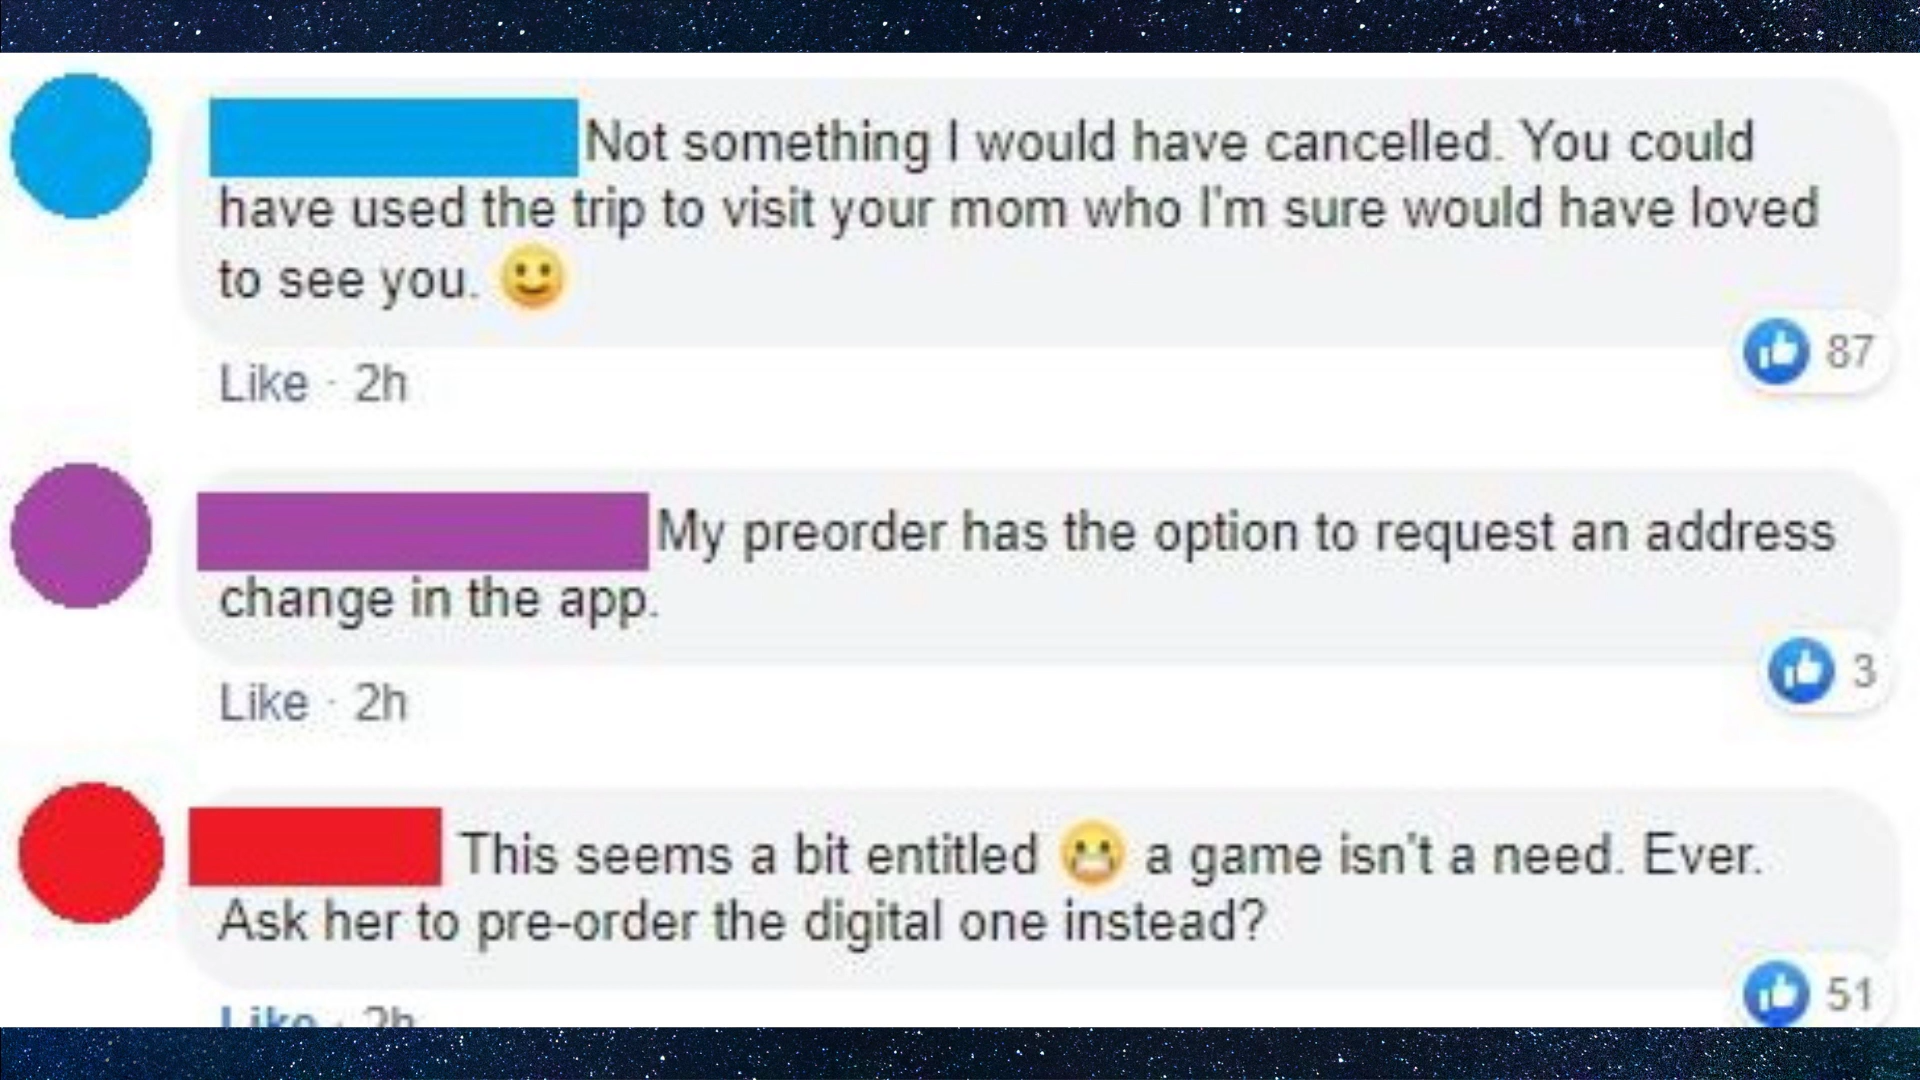 Not something I would have cancelled. You could
have used the trip to visit your mom who I'm sure would have loved
to see you. 🙂
87
Like · 2h
My preorder has the option to request an address
change in the app.
3
Like · 2h
This seems a bit entitled 😬 a game isn't a need. Ever.
Ask her to pre-order the digital one instead?
51
Like · 2h